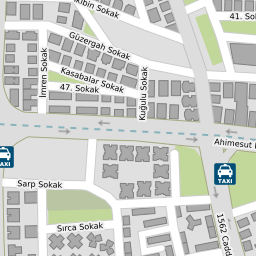 kibin Sokak
41. Sokak
Güzergah Sokak
İmren Sokak
Kasabalar Sokak
Kuğulu Sokak
47. Sokak
Ahimesut
TAXI
TAXI
Sarp Sokak
Sırca Sokak
1562 Cadd